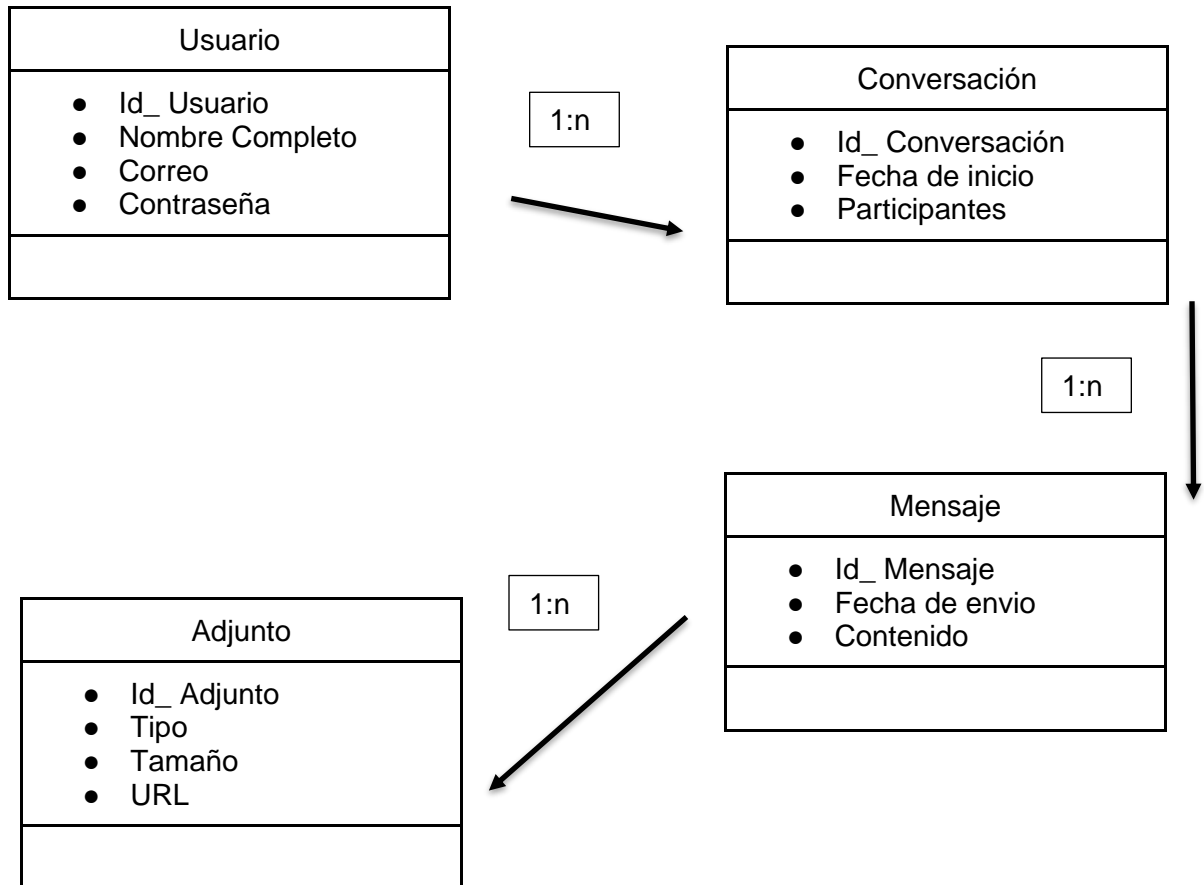 Usuario
● Id_ Usuario
● Nombre Completo
● Correo
● Contraseña
1:n
Conversación
● Id_ Conversación
● Fecha de inicio
● Participantes
1:n
Mensaje
● Id_ Mensaje
● Fecha de envio
● Contenido
1:n
Adjunto
● Id_ Adjunto
● Tipo
● Tamaño
● URL